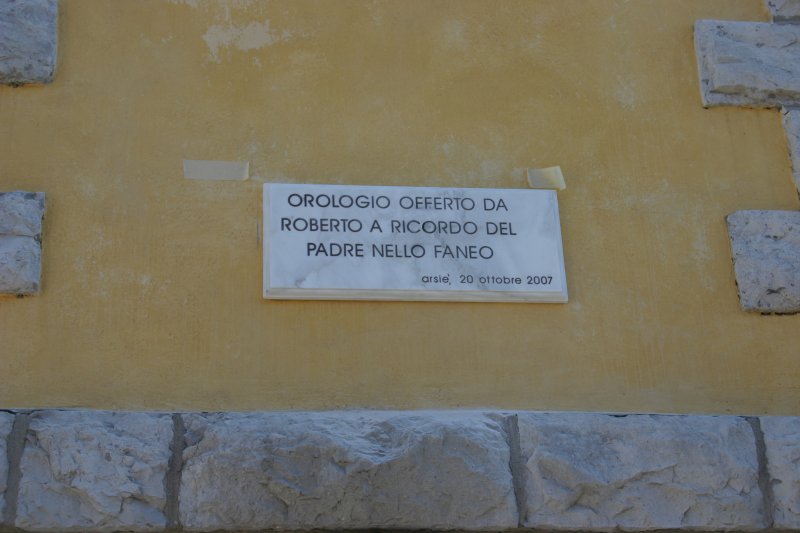 OROLOGIO OFFERTO DA
ROBERTO A RICORDO DEL
PADRE NELLO FANEO
arsiè, 20 ottobre 2007